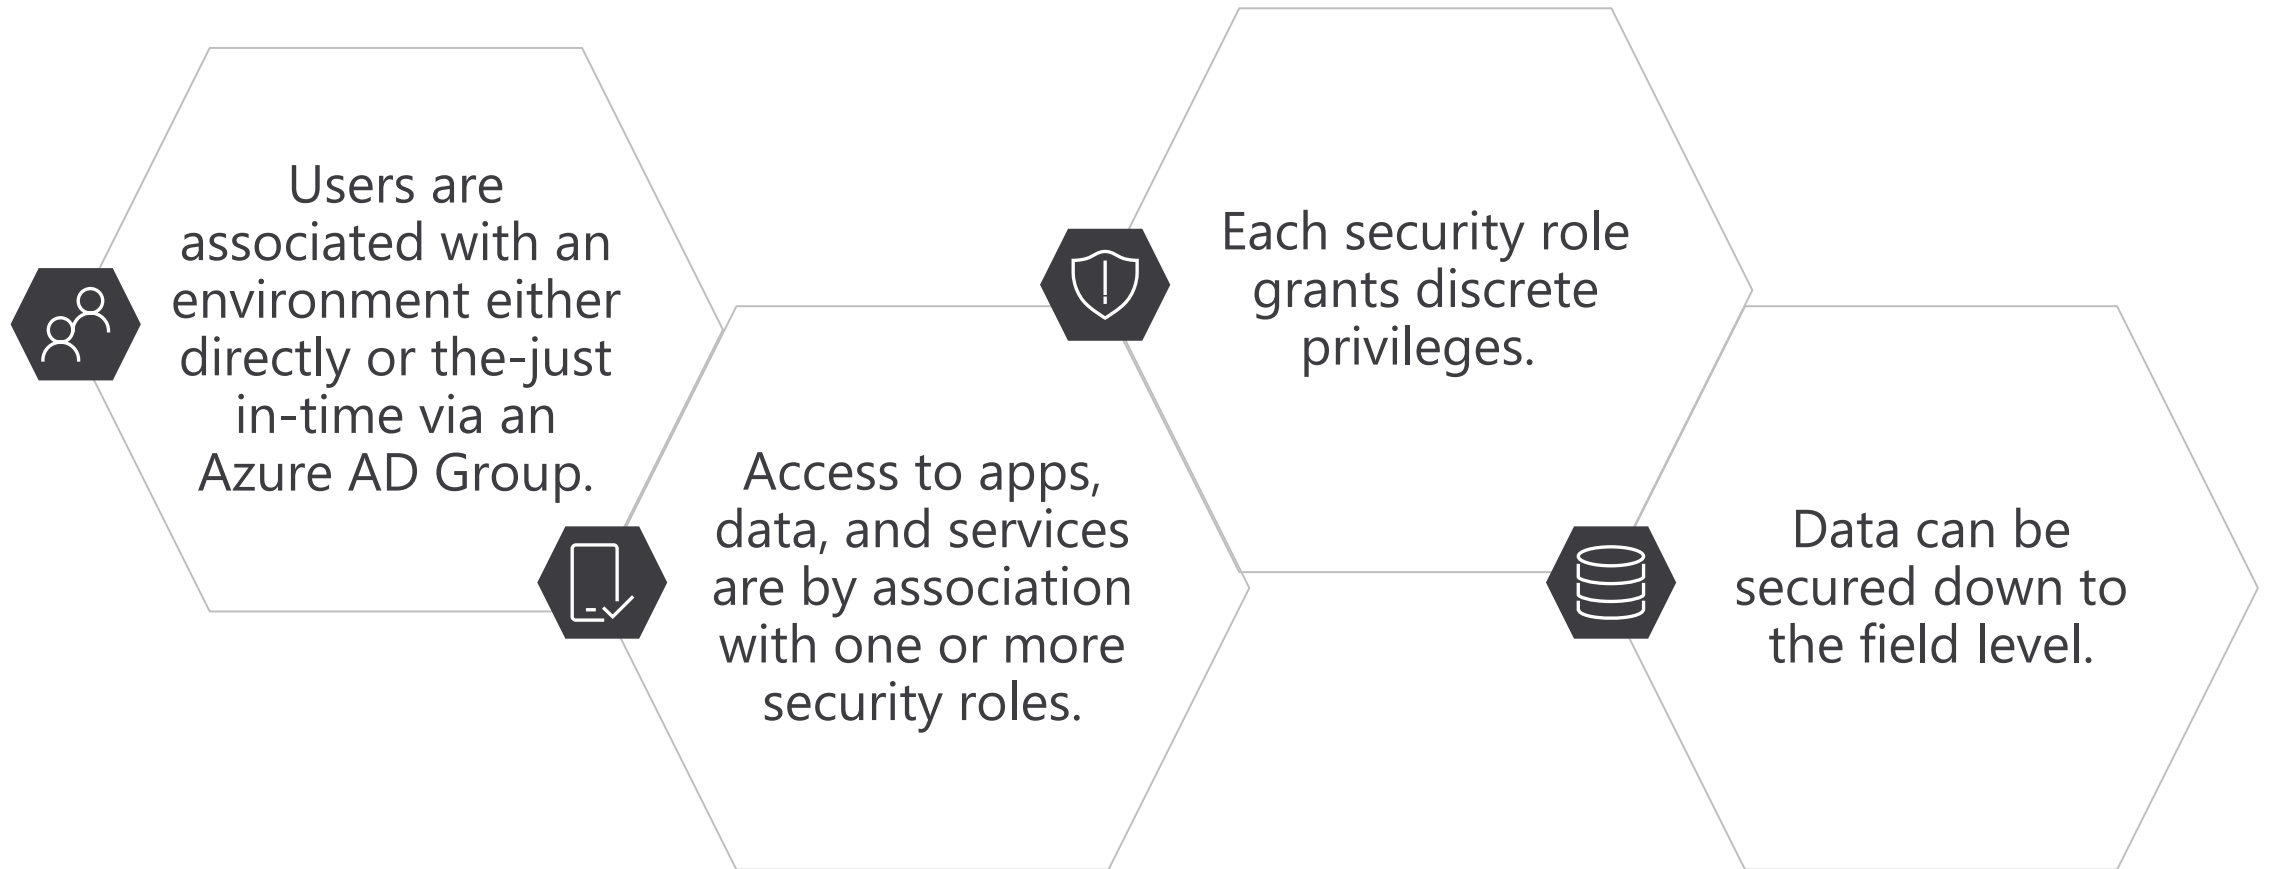 Users are
associated with an
environment either
directly or the-just
in-time via an
Azure AD Group.
Access to apps,
data, and services
are by association
with one or more
security roles.
Each security role
grants discrete
privileges.
Data can be
secured down to
the field level.